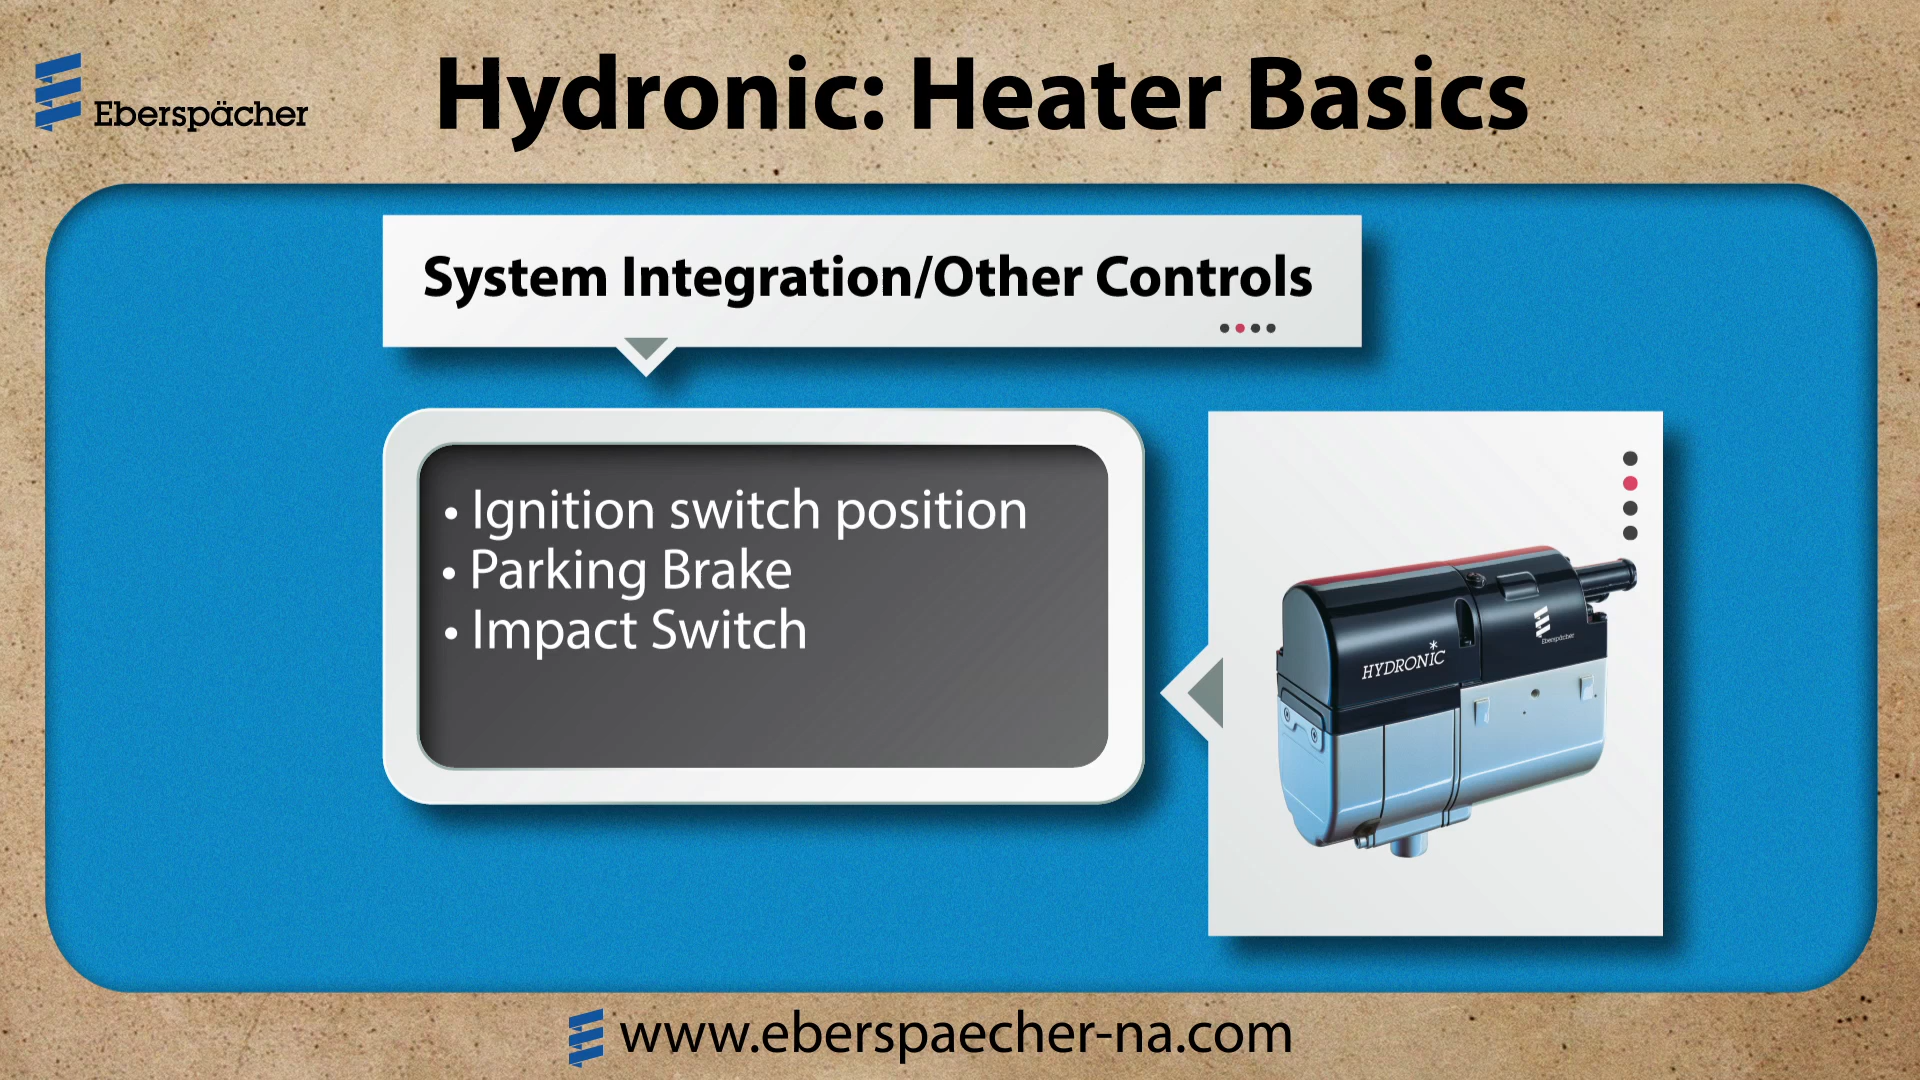 Eberspächer
Hydronic: Heater Basics
System Integration/Other Controls
• Ignition switch position
• Parking Brake
• Impact Switch
HYDRONIC
Eberspächer
www.eberspaecher-na.com